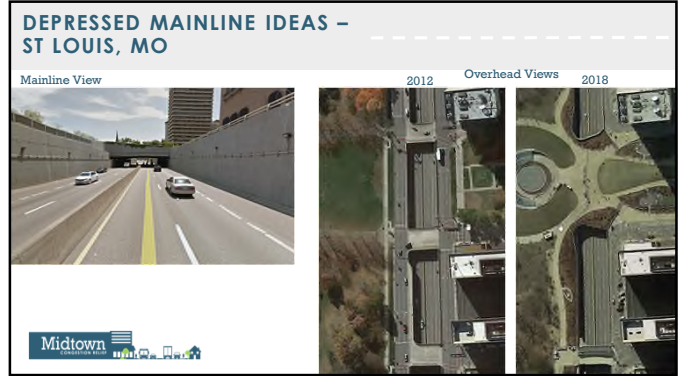 DEPRESSED MAINLINE IDEAS –
ST LOUIS, MO
Mainline View
Overhead Views
2012
2018
Midtown
CONGESTION RELIEF